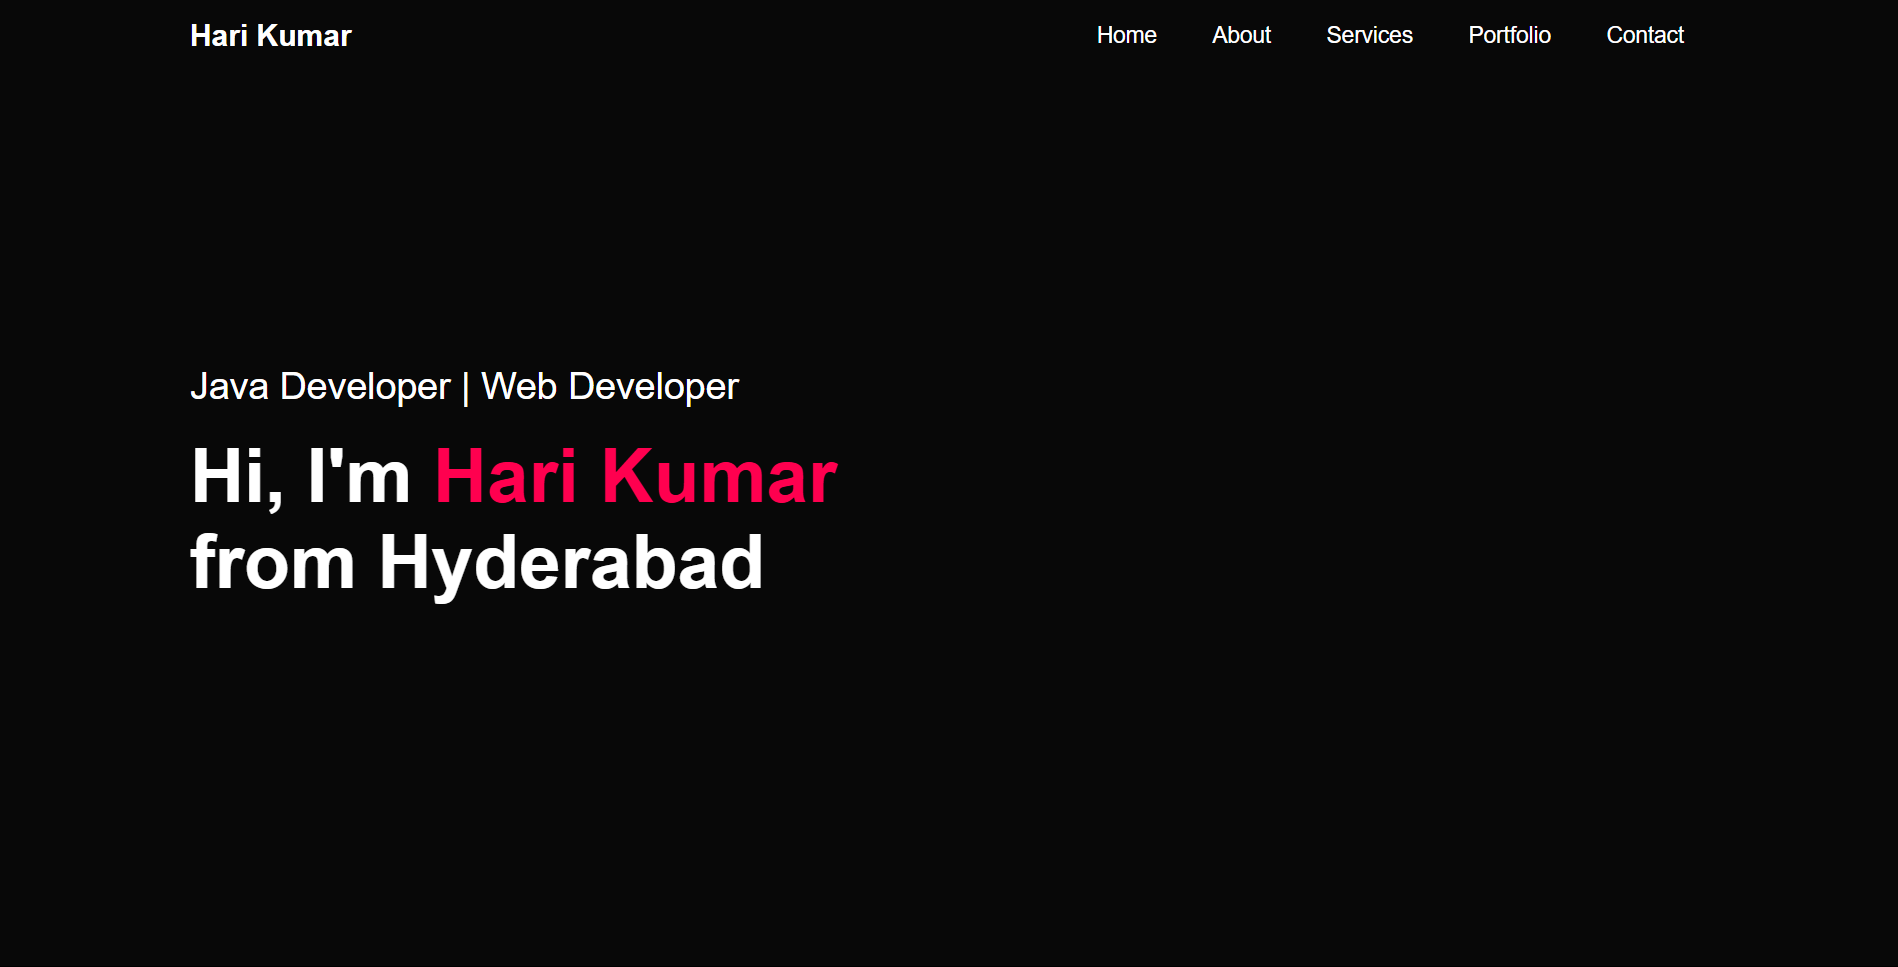 Hari Kumar
Home About Services Portfolio Contact
Java Developer | Web Developer
Hi, I'm Hari Kumar
from Hyderabad